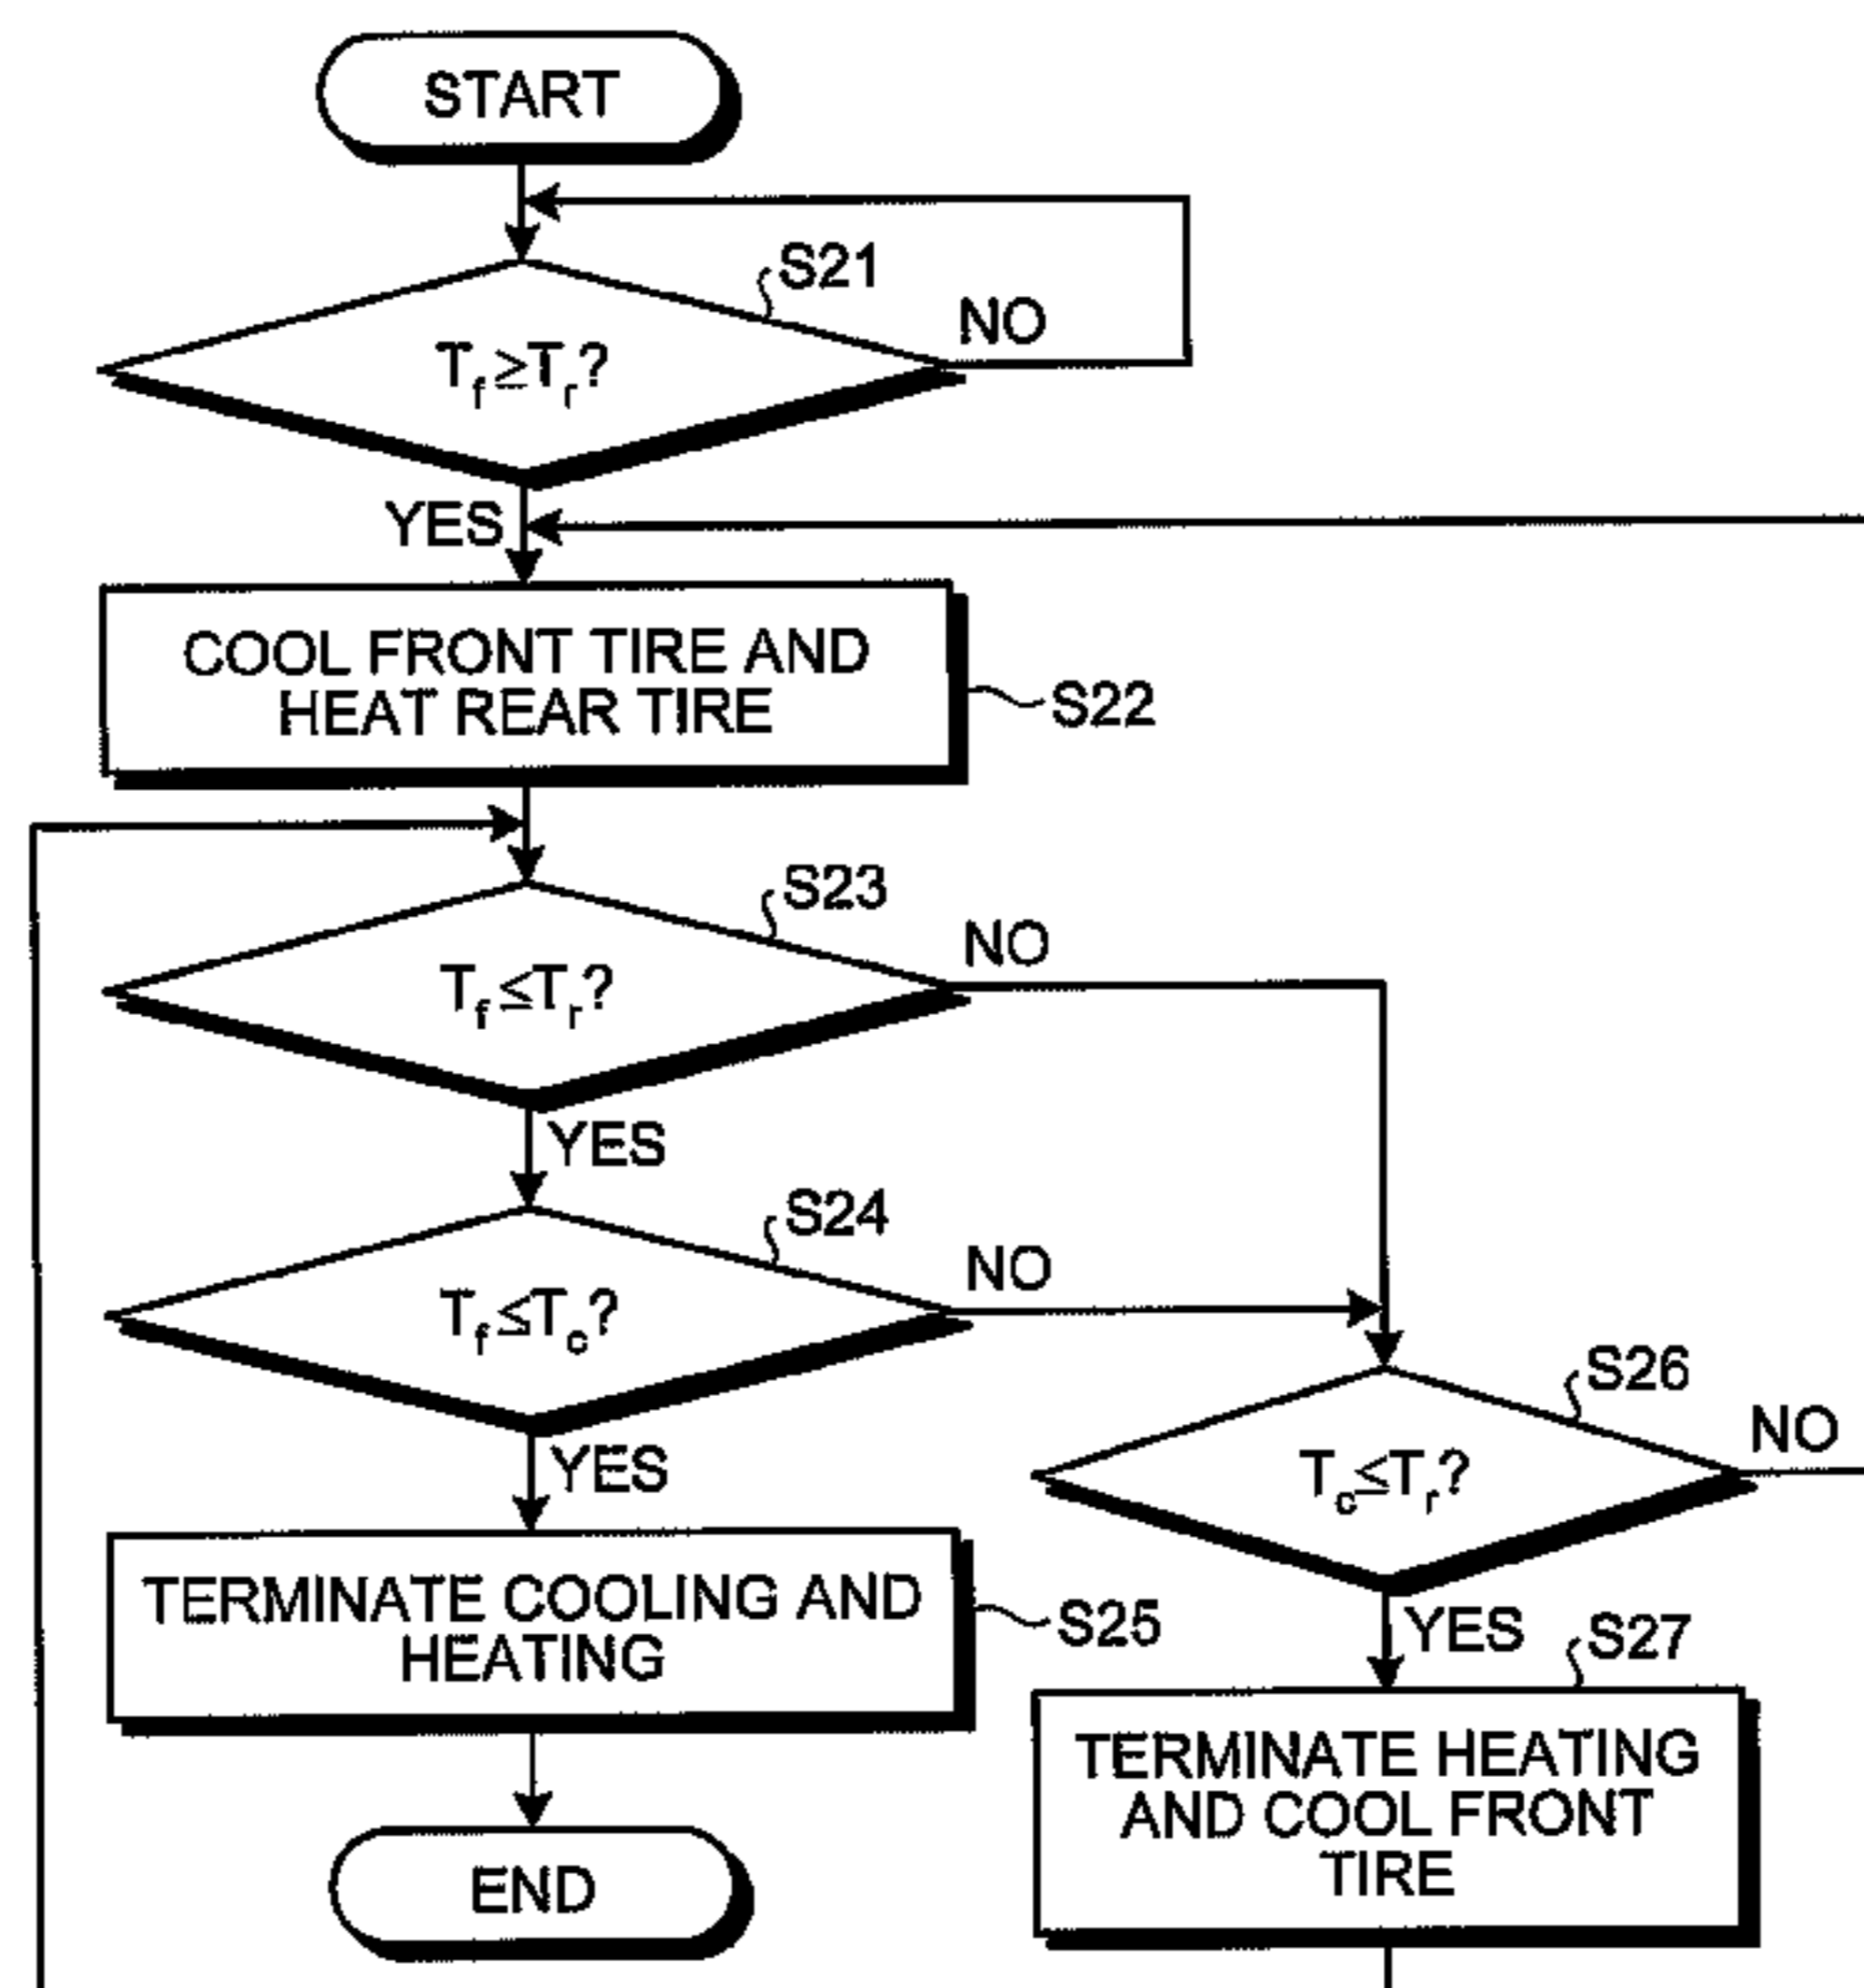 START
S21
NO
Tf≥Tr?
YES
COOL FRONT TIRE AND
HEAT REAR TIRE
S22
S23
NO
Tf≤Tr?
YES
S24
NO
Tf≤Tc?
S26
NO
YES
Tc≤Tr?
TERMINATE COOLING AND
HEATING
S25
YES
S27
TERMINATE HEATING
AND COOL FRONT
TIRE
END